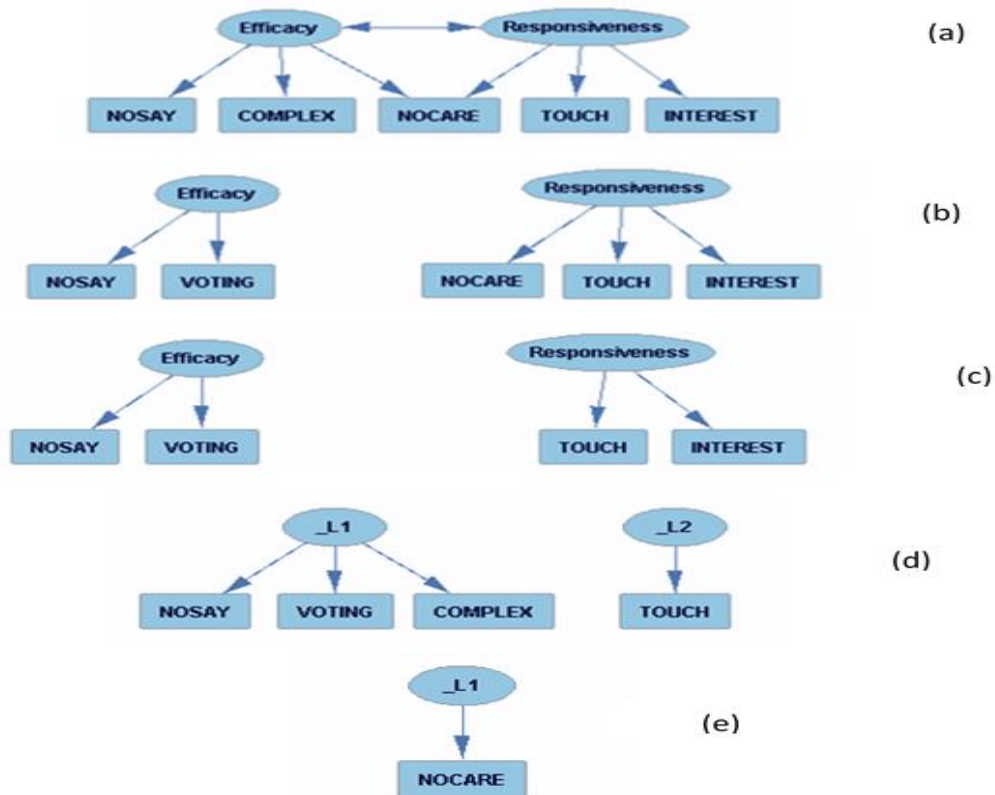 Efficacy Responsiveness (a)
NOSAY COMPLEX NOCARE TOUCH INTEREST
Efficacy Responsiveness (b)
NOSAY VOTING NOCARE TOUCH INTEREST
Efficacy Responsiveness (c)
NOSAY VOTING TOUCH INTEREST
_L1 _L2 (d)
NOSAY VOTING COMPLEX TOUCH
_L1 (e)
NOCARE